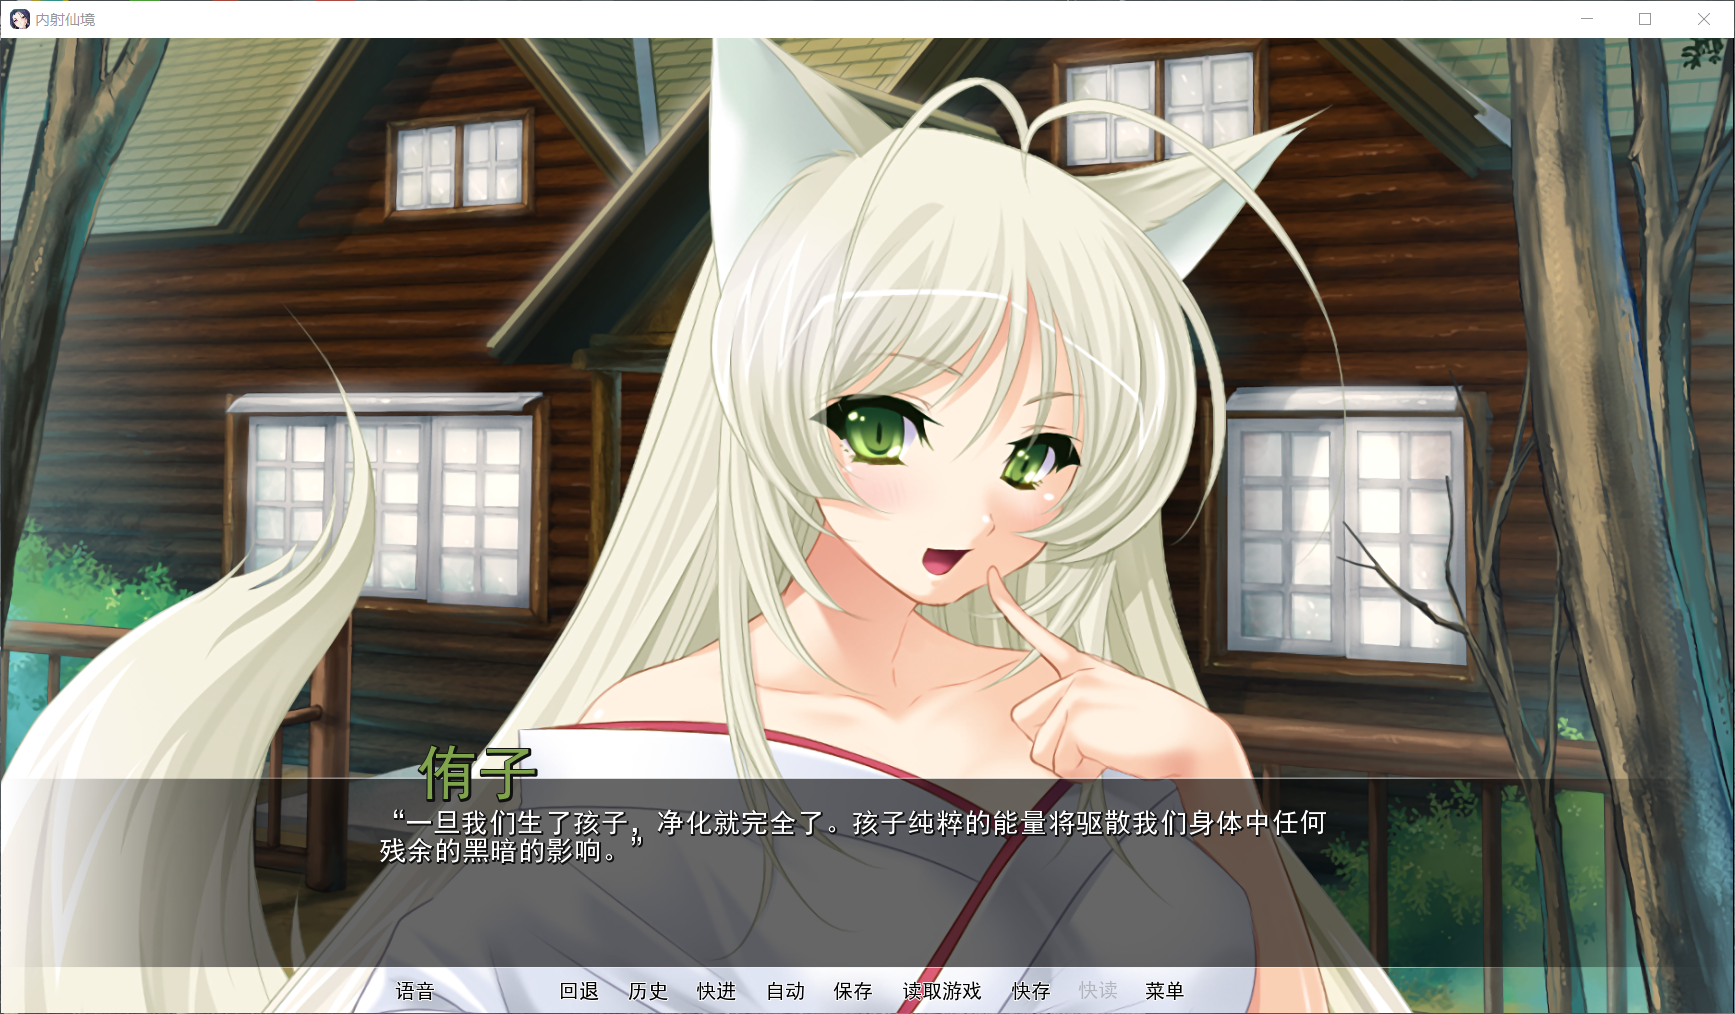 内射仙境
侑子
“一旦我们生了孩子，净化就完全了。孩子纯粹的能量将驱散我们身体中任何
残余的黑暗的影响。”
语音 回退 历史 快进 自动 保存 读取游戏 快存 快读 菜单